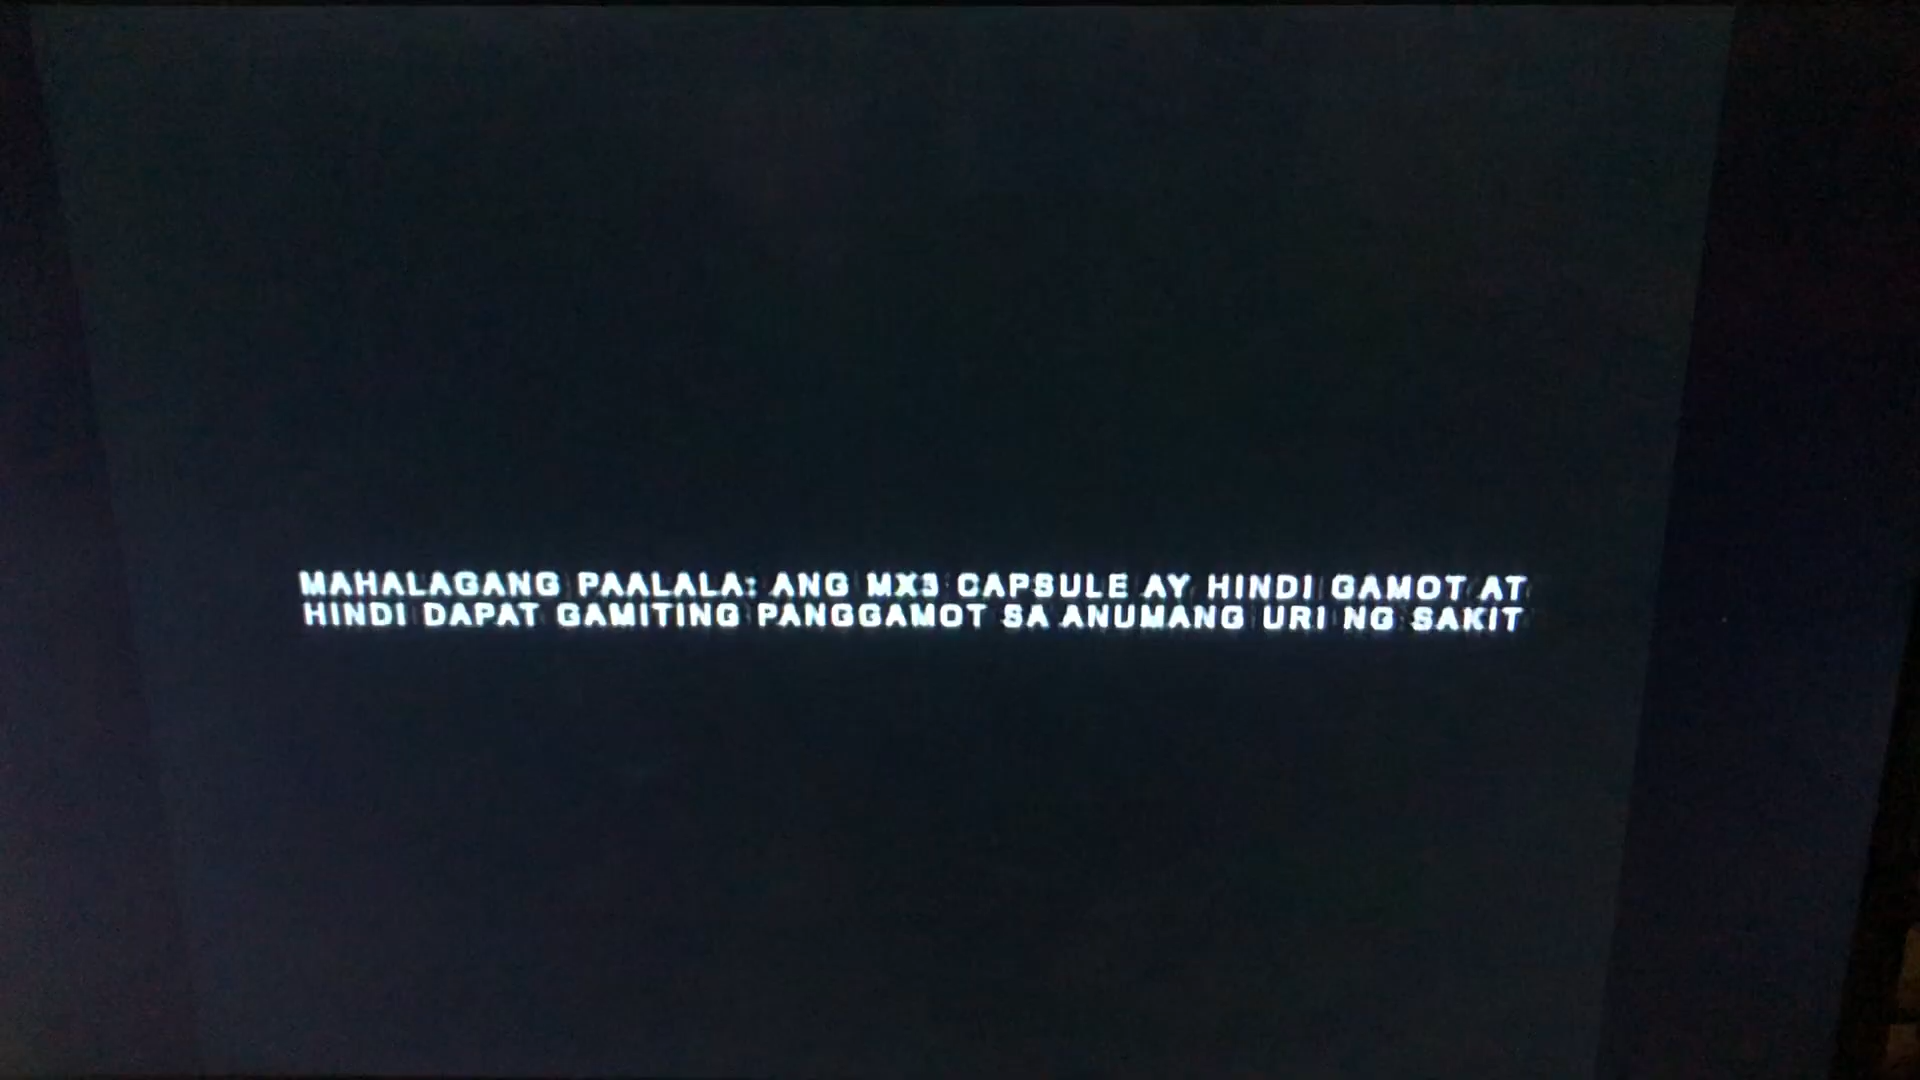 MAHALAGANG PAALALA: ANG MX3 CAPSULE AY HINDI GAMOT AT
HINDI DAPAT GAMITING PANGGAMOT SA ANUMANG URI NG SAKIT